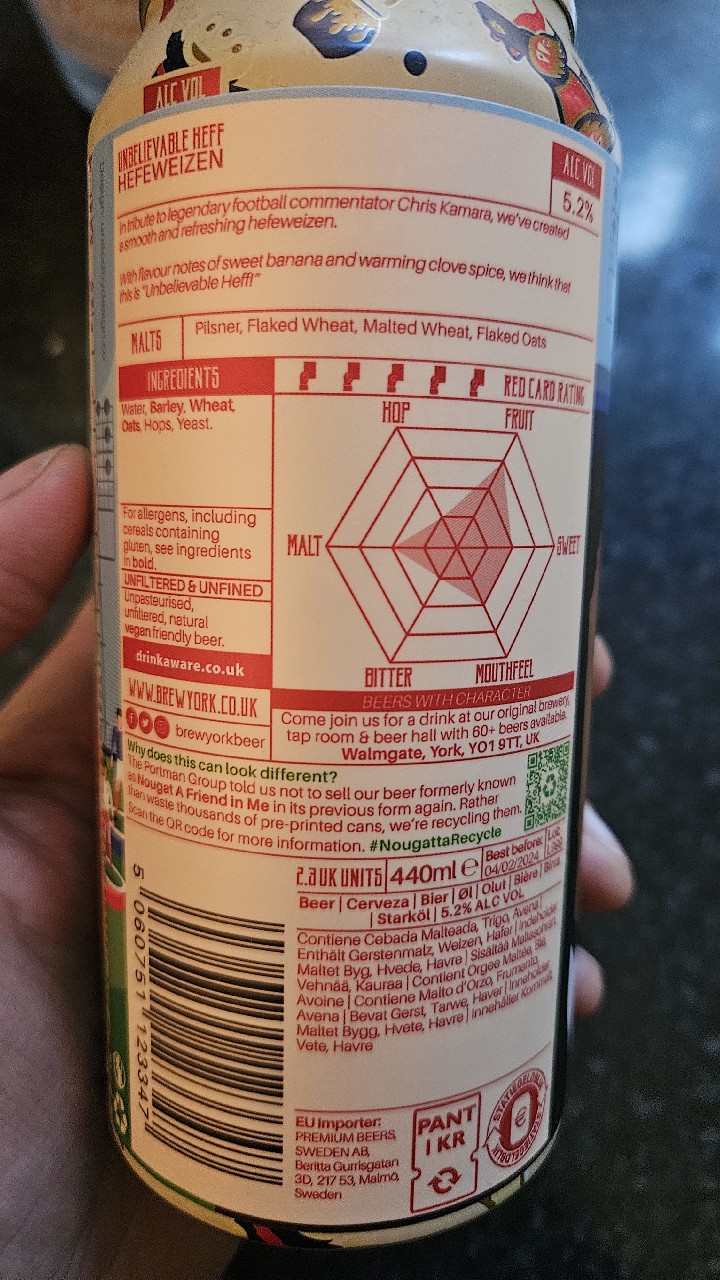 ALC VOL
UNBELIEVABLE HEFF
HEFEWEIZEN
ALC VOL
5.2%
In tribute to legendary football commentator Chris Kamara, we've created
a smooth and refreshing hefeweizen.
With flavour notes of sweet banana and warming clove spice, we think that
this is "Unbelievable Heff!"
MALTS
Pilsner, Flaked Wheat, Malted Wheat, Flaked Oats
INGREDIENTS
RED CARD RATING
Water, Barley, Wheat,
Oats, Hops, Yeast.
HOP
FRUIT
MALT
SWEET
BITTER
MOUTHFEEL
For allergens, including
cereals containing
gluten, see ingredients
in bold.
UNFILTERED & UNFINED
Unpasteurised,
unfiltered, natural
vegan friendly beer.
drinkaware.co.uk
WWW.BREWYORK.CO.UK
brewyorkbeer
BEERS WITH CHARACTER
Come join us for a drink at our original brewery,
tap room & beer hall with 60+ beers available.
Walmgate, York, YO1 9TT, UK
Why does this can look different?
The Portman Group told us not to sell our beer formerly known
as Nougat A Friend in Me in its previous form again. Rather
than waste thousands of pre-printed cans, we're recycling them.
Scan the QR code for more information. #NougattaRecycle
2.3 UK UNITS
440ml e
Best before:
04/02/2024
Lot:
Beer | Cerveza | Bier | Øl | Olut | Bière | Birra
| Starköl | 5.2% ALC VOL
Contiene Cebada Malteada, Trigo, Avena |
Enthält Gerstenmalz, Weizen, Hafer | Indeholder
Maltet Byg, Hvede, Havre | Sisältää Mallasohran,
Vehnää, Kauraa | Contient Orgee Maltée, Blé,
Avoine | Contiene Malto d'Orzo, Frumento,
Avena | Bevat Gerst, Tarwe, Haver | Inneholder
Maltet Bygg, Hvete, Havre | Innehåller Kornmalt,
Vete, Havre
5 060751 123347
EU Importer:
PREMIUM BEERS,
SWEDEN AB,
Beritta Gurrisgatan
3D, 217 53, Malmö,
Sweden
PANT
1 KR
STATIEGELDBLIK
STATIEGELDBLIK